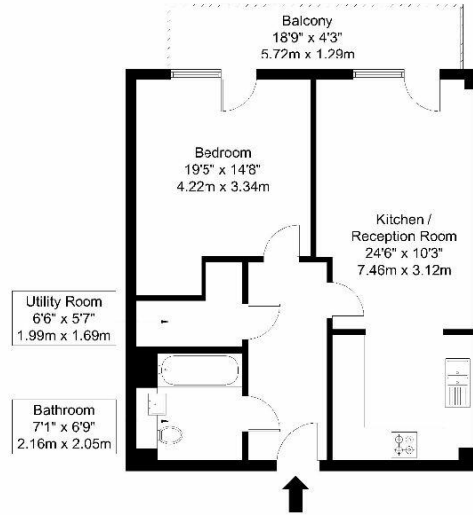 Balcony
18'9" x 4'3"
5.72m x 1.29m
Bedroom
19'5" x 14'8"
4.22m x 3.34m
Kitchen /
Reception Room
24'6" x 10'3"
7.46m x 3.12m
Utility Room
6'6" x 5'7"
1.99m x 1.69m
Bathroom
7'1" x 6'9"
2.16m x 2.05m